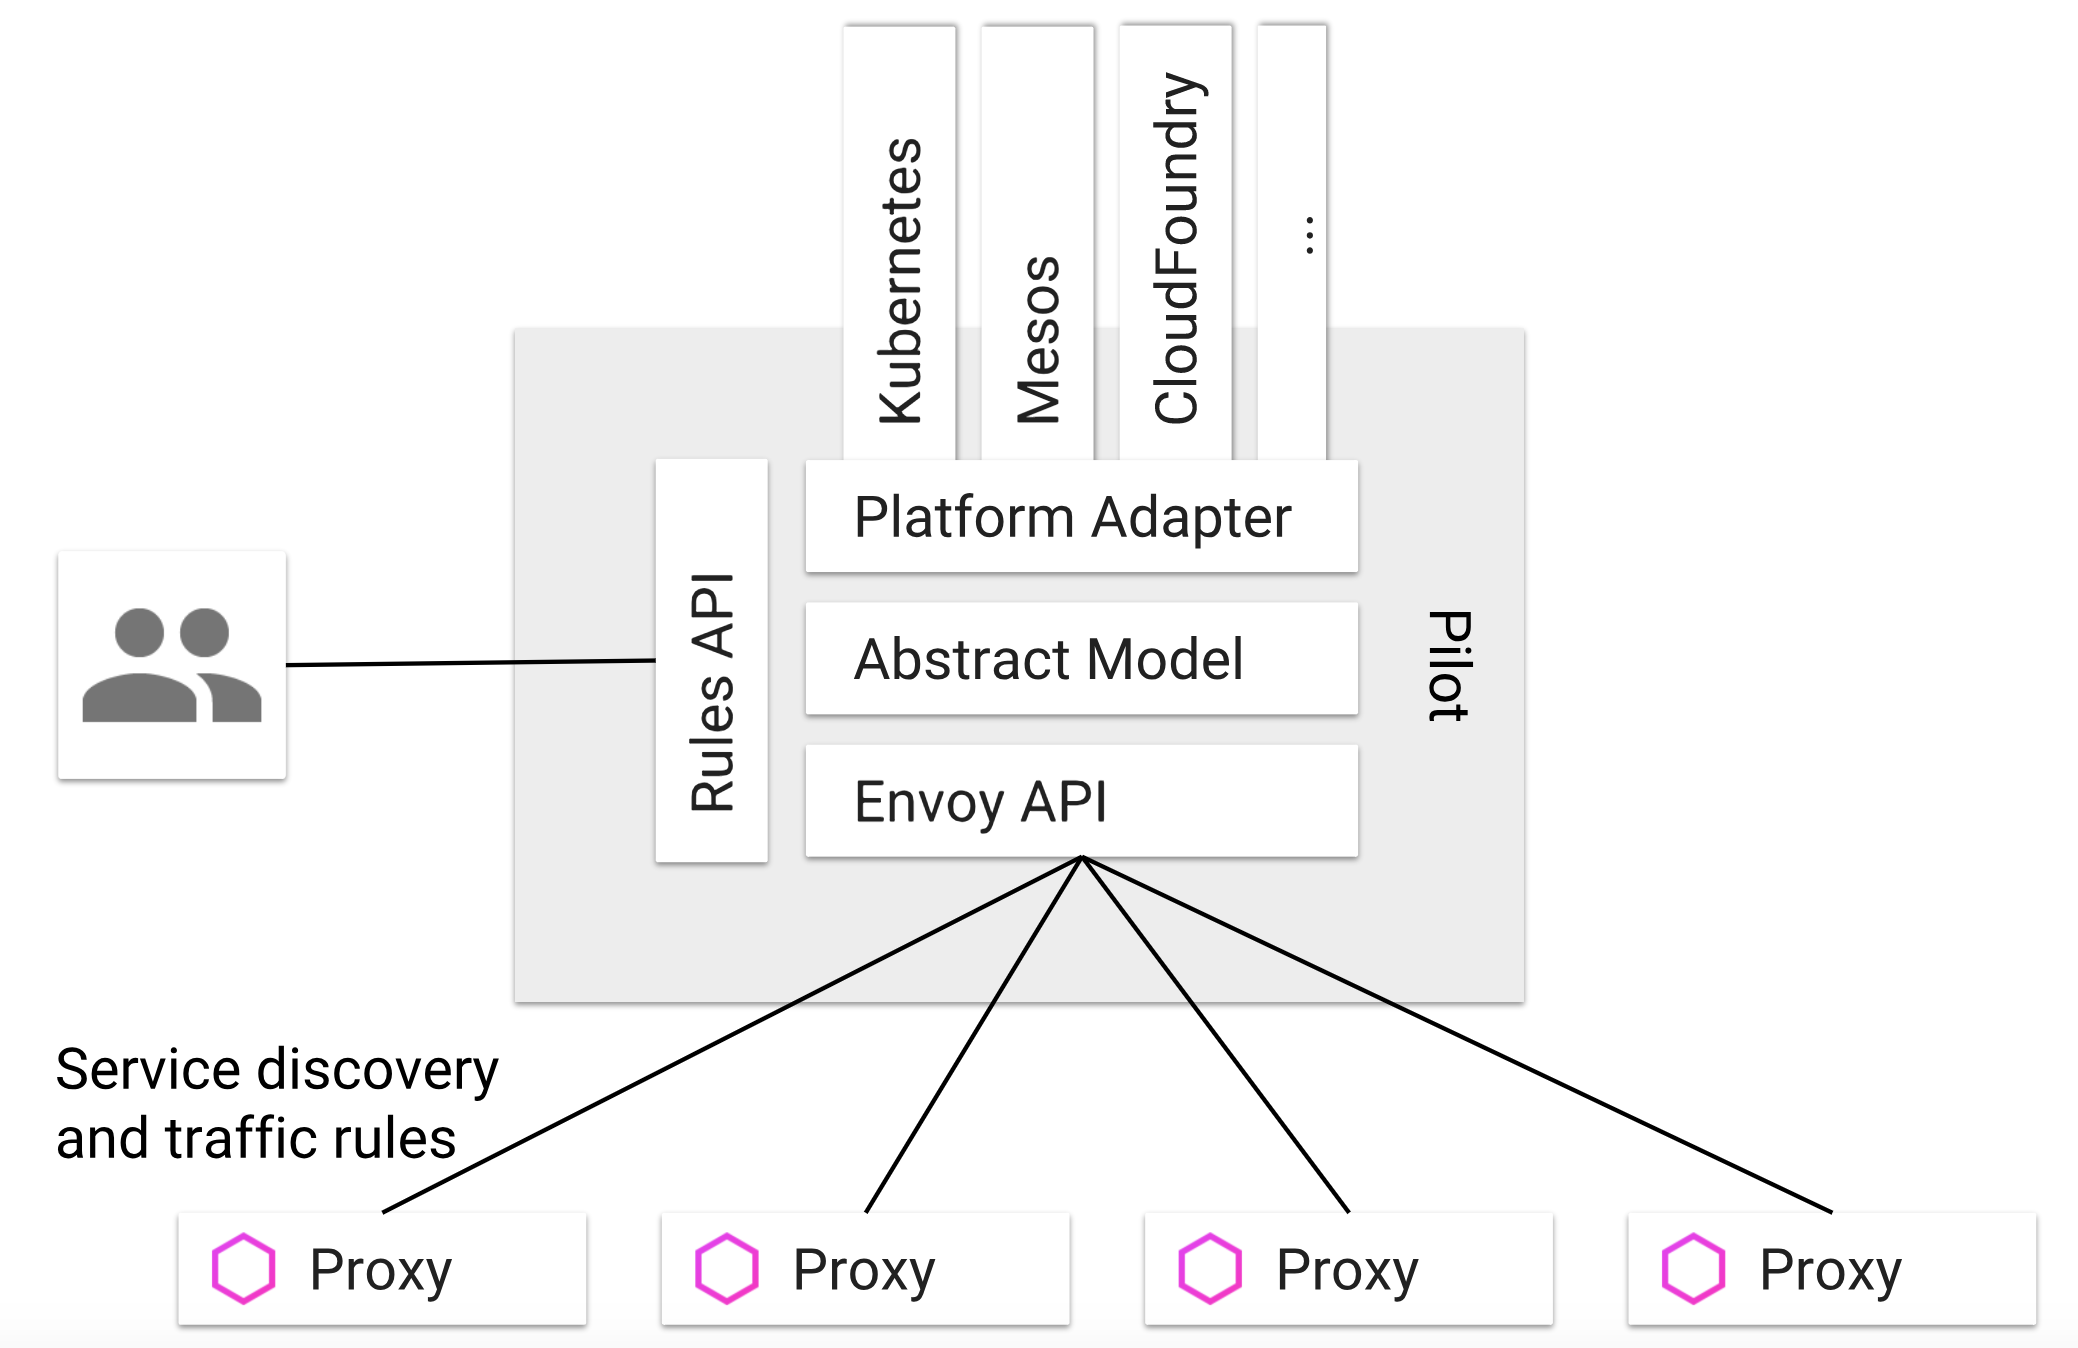 Kubernetes
Mesos
CloudFoundry
...
Platform Adapter
Rules API
Abstract Model
Pilot
Envoy API
Service discovery
and traffic rules
Proxy
Proxy
Proxy
Proxy